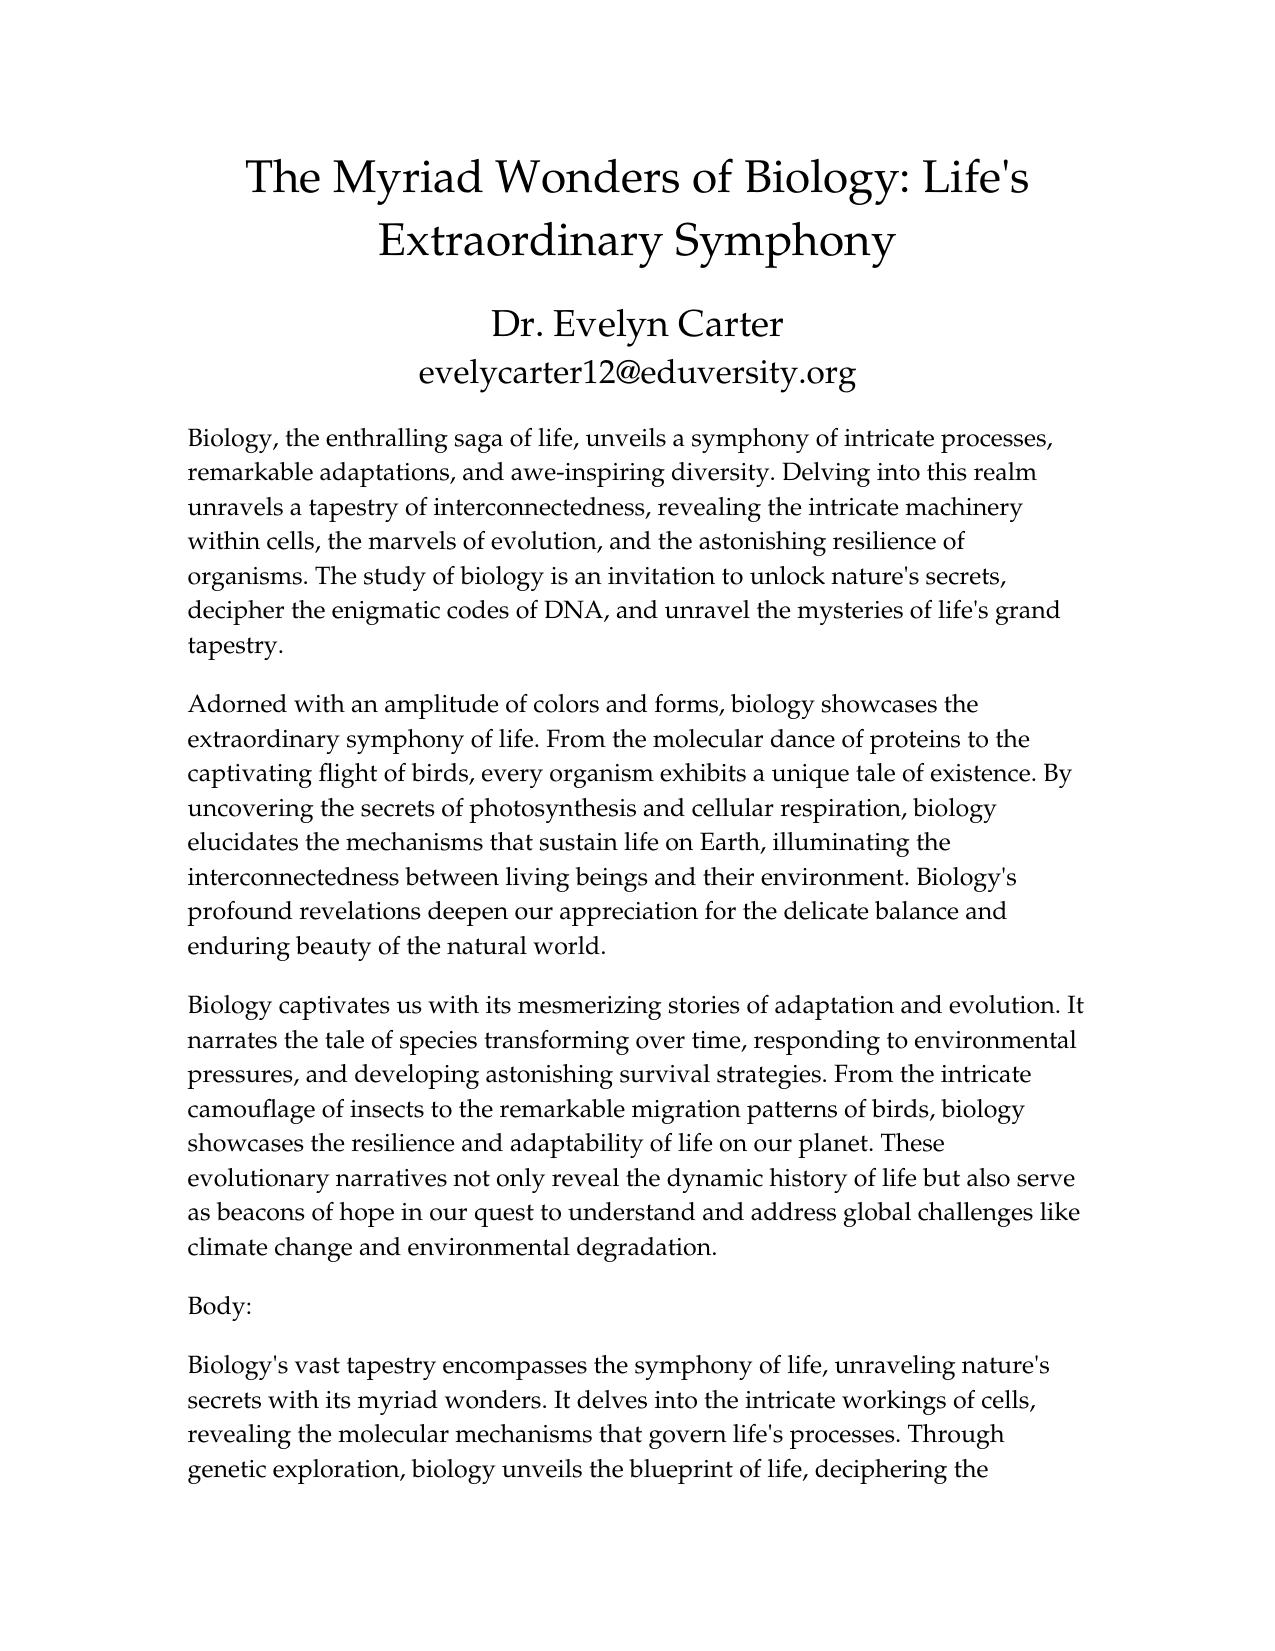 The Myriad Wonders of Biology: Life's
Extraordinary Symphony
Dr. Evelyn Carter
evelycarter12@eduversity.org
Biology, the enthralling saga of life, unveils a symphony of intricate processes,
remarkable adaptations, and awe-inspiring diversity. Delving into this realm
unravels a tapestry of interconnectedness, revealing the intricate machinery
within cells, the marvels of evolution, and the astonishing resilience of
organisms. The study of biology is an invitation to unlock nature's secrets,
decipher the enigmatic codes of DNA, and unravel the mysteries of life's grand
tapestry.
Adorned with an amplitude of colors and forms, biology showcases the
extraordinary symphony of life. From the molecular dance of proteins to the
captivating flight of birds, every organism exhibits a unique tale of existence. By
uncovering the secrets of photosynthesis and cellular respiration, biology
elucidates the mechanisms that sustain life on Earth, illuminating the
interconnectedness between living beings and their environment. Biology's
profound revelations deepen our appreciation for the delicate balance and
enduring beauty of the natural world.
Biology captivates us with its mesmerizing stories of adaptation and evolution. It
narrates the tale of species transforming over time, responding to environmental
pressures, and developing astonishing survival strategies. From the intricate
camouflage of insects to the remarkable migration patterns of birds, biology
showcases the resilience and adaptability of life on our planet. These
evolutionary narratives not only reveal the dynamic history of life but also serve
as beacons of hope in our quest to understand and address global challenges like
climate change and environmental degradation.
Body:
Biology's vast tapestry encompasses the symphony of life, unraveling nature's
secrets with its myriad wonders. It delves into the intricate workings of cells,
revealing the molecular mechanisms that govern life's processes. Through
genetic exploration, biology unveils the blueprint of life, deciphering the